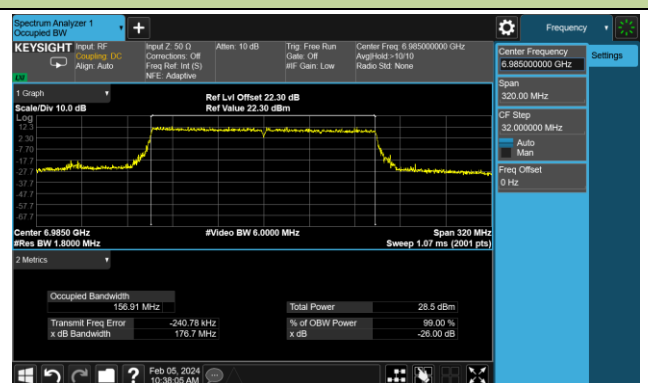 Spectrum Analyzer 1
Occupied BW
Frequency
KEYSIGHT
Input: RF
Coupling: DC
Align: Auto
Input Z: 50 Ω
Corrections: Off
Freq Ref: Int (S)
NFE: Adaptive
Atten: 10 dB
Trig: Free Run
Gate: Off
#IF Gain: Low
Center Freq: 6.985000000 GHz
Avg|Hold:>10/10
Radio Std: None
Center Frequency
6.985000000 GHz
Settings
Span
320.00 MHz
CF Step
32.000000 MHz
Auto
Man
Freq Offset
0 Hz
1 Graph
Scale/Div 10.0 dB
Ref Lvl Offset 22.30 dB
Ref Value 22.30 dBm
Log
12.3
2.30
-7.70
-17.7
-27.7
-37.7
-47.7
-57.7
-67.7
Center 6.9850 GHz
#Video BW 6.0000 MHz
Span 320 MHz
#Res BW 1.8000 MHz
Sweep 1.07 ms (2001 pts)
2 Metrics
Occupied Bandwidth
156.91 MHz
Total Power 28.5 dBm
Transmit Freq Error -240.78 kHz
% of OBW Power 99.00 %
x dB Bandwidth 176.7 MHz
x dB -26.00 dB
?
Feb 05, 2024
10:38:05 AM